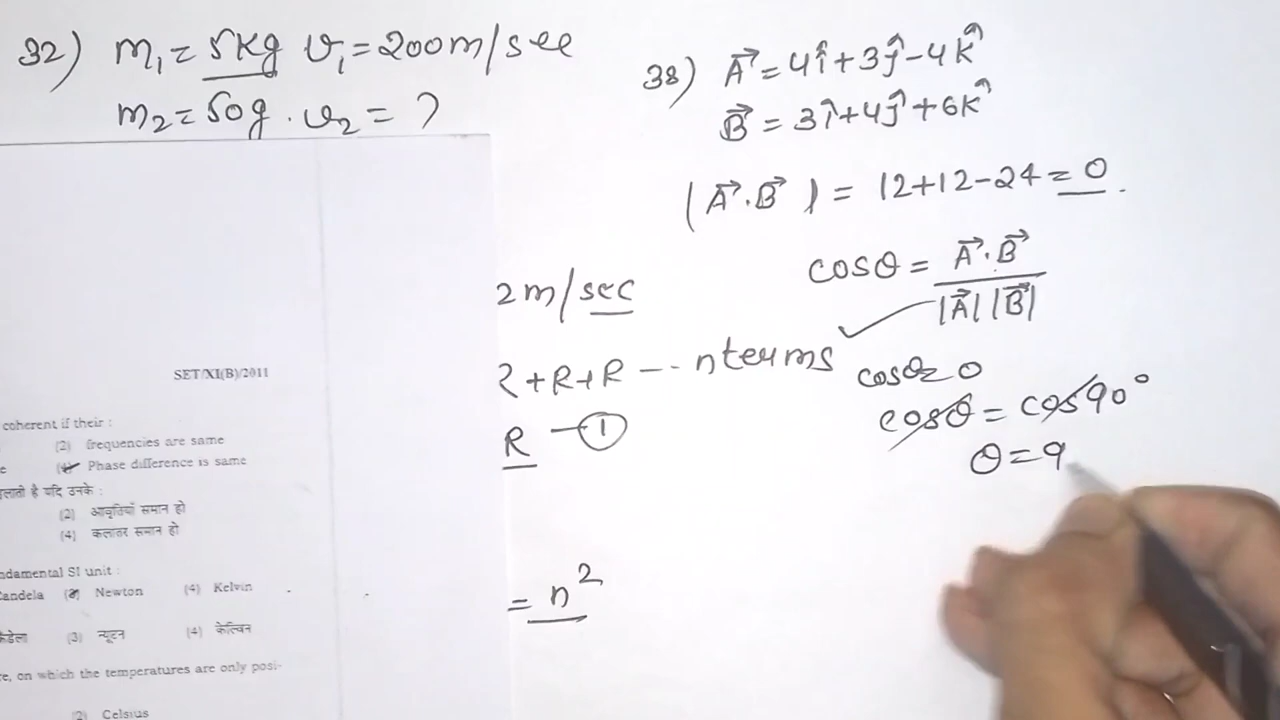 32) m₁ = 5kg v₁ = 200m/sec
m₂ = 50g. v₂ = ?
2m/sec
R+R+R --- n terms
R —①
= n²
38) A⃗ = 4î+3ĵ-4k̂
B⃗ = 3î+4ĵ+6k̂
(A⃗.B⃗) = 12+12-24 = 0.
cosθ = A⃗.B⃗
|A⃗| |B⃗|
cosθ = 0
cosθ = cos90°
θ = 9
SET/XI(B)/2011
coherent if their :
(2) frequencies are same
Phase difference is same
यदि उनके :
(2) आवृतियाँ समान हो
(4) कलांतर समान हो
ndamental SI unit :
Candela (3) Newton (4) Kelvin
(3) न्यूटन (4) केल्विन
, on which the temperatures are only posi-
(2) Celsius